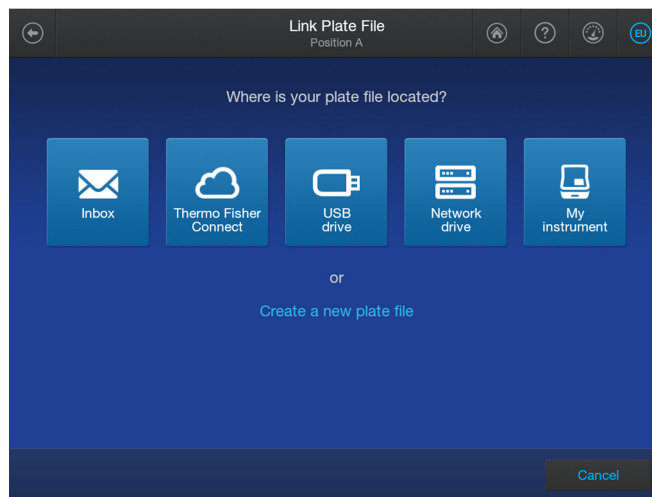 Link Plate File
Position A
?
EU
Where is your plate file located?
Inbox
Thermo Fisher
Connect
USB
drive
Network
drive
My
instrument
or
Create a new plate file
Cancel